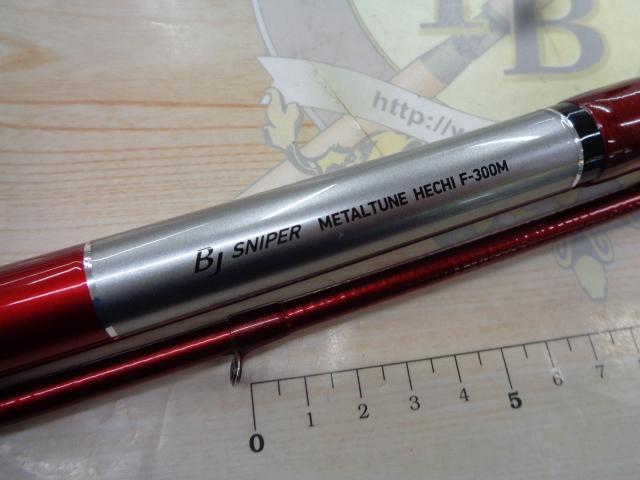 B
http://w
BJ SNIPER METALTUNE HECHI F-300M
0 1 2 3 4 5 6 7